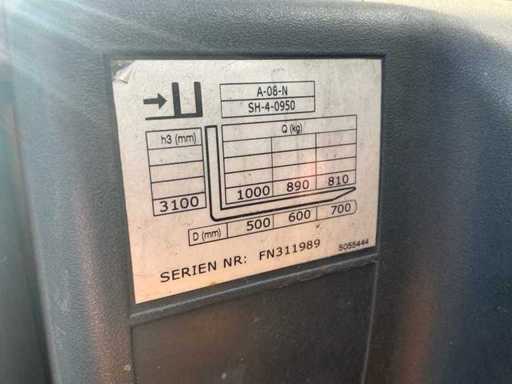 A-08-N
SH-4-0950
h3 (mm) Q (kg)
3100 1000 890 810
D (mm) 500 600 700
SERIEN NR: FN311989 5055444